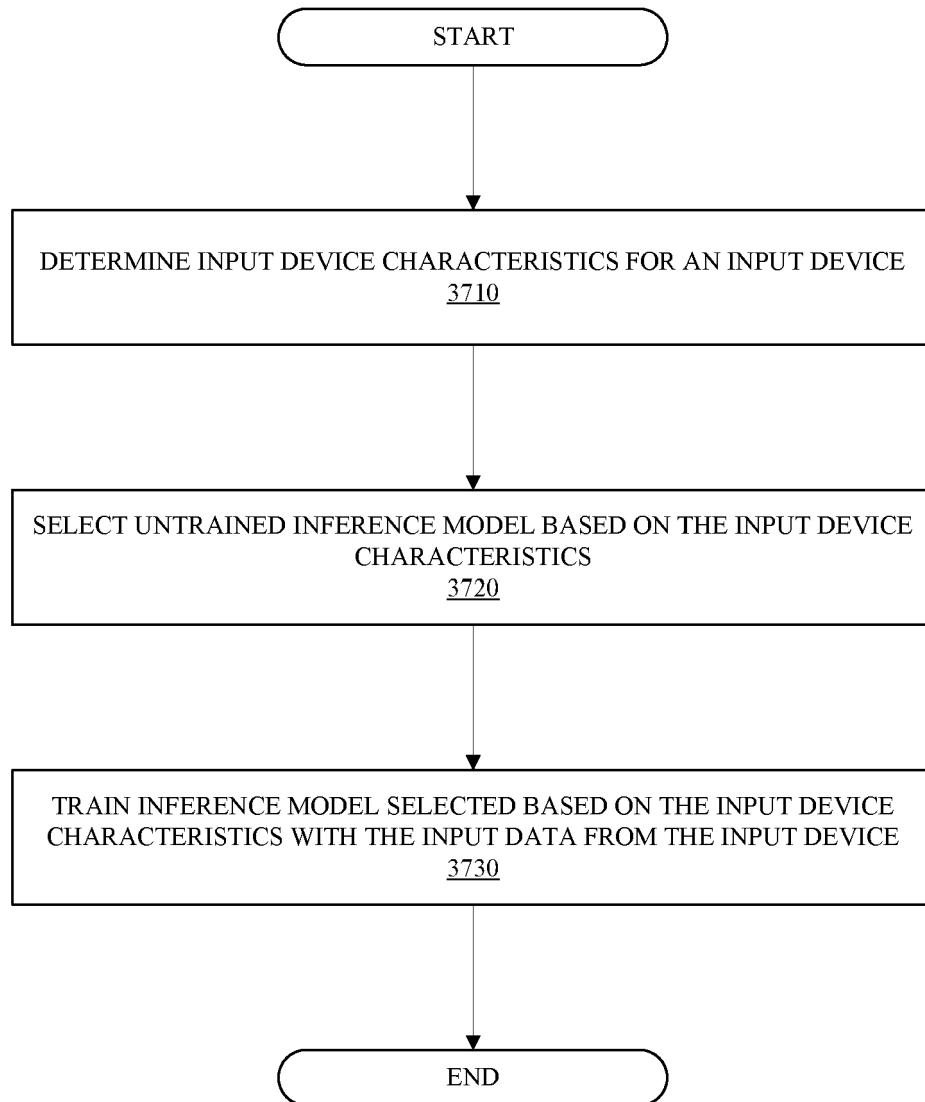 START
DETERMINE INPUT DEVICE CHARACTERISTICS FOR AN INPUT DEVICE
3710
SELECT UNTRAINED INFERENCE MODEL BASED ON THE INPUT DEVICE
CHARACTERISTICS
3720
TRAIN INFERENCE MODEL SELECTED BASED ON THE INPUT DEVICE
CHARACTERISTICS WITH THE INPUT DATA FROM THE INPUT DEVICE
3730
END